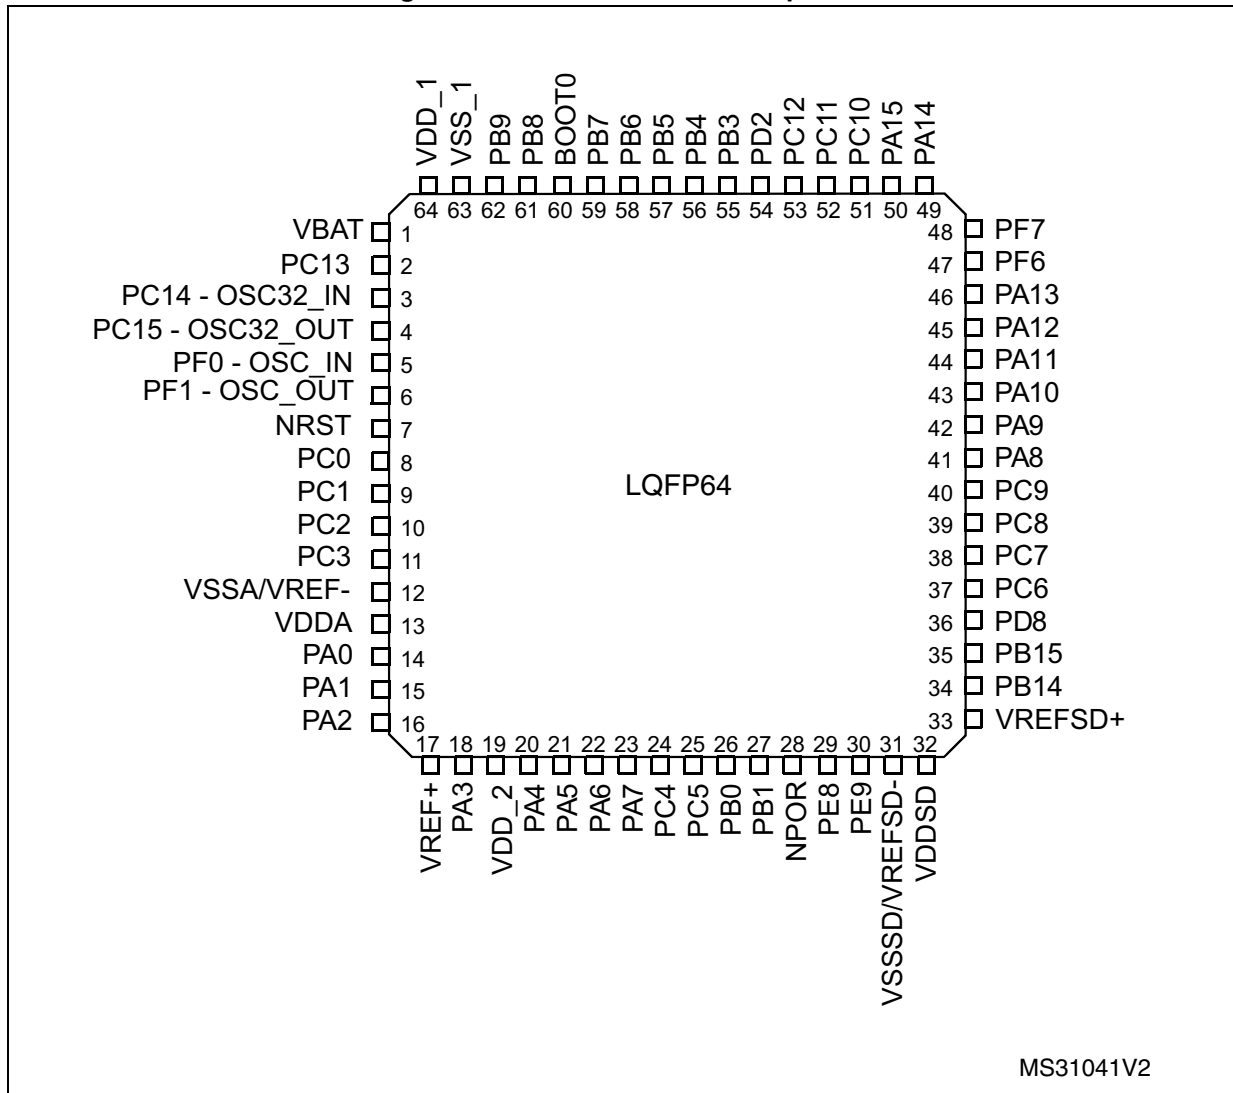 VDD_1
VSS_1
PB9
PB8
BOOT0
PB7
PB6
PB5
PB4
PB3
PD2
PC12
PC11
PC10
PA15
PA14
64 63 62 61 60 59 58 57 56 55 54 53 52 51 50 49
VBAT 1
PC13 2
PC14 - OSC32_IN 3
PC15 - OSC32_OUT 4
PF0 - OSC_IN 5
PF1 - OSC_OUT 6
NRST 7
PC0 8
PC1 9
PC2 10
PC3 11
VSSA/VREF- 12
VDDA 13
PA0 14
PA1 15
PA2 16
LQFP64
48 PF7
47 PF6
46 PA13
45 PA12
44 PA11
43 PA10
42 PA9
41 PA8
40 PC9
39 PC8
38 PC7
37 PC6
36 PD8
35 PB15
34 PB14
33 VREFSD+
17 18 19 20 21 22 23 24 25 26 27 28 29 30 31 32
VREF+
PA3
VDD_2
PA4
PA5
PA6
PA7
PC4
PC5
PB0
PB1
NPOR
PE8
PE9
VSSSD/VREFSD-
VDDSD
MS31041V2